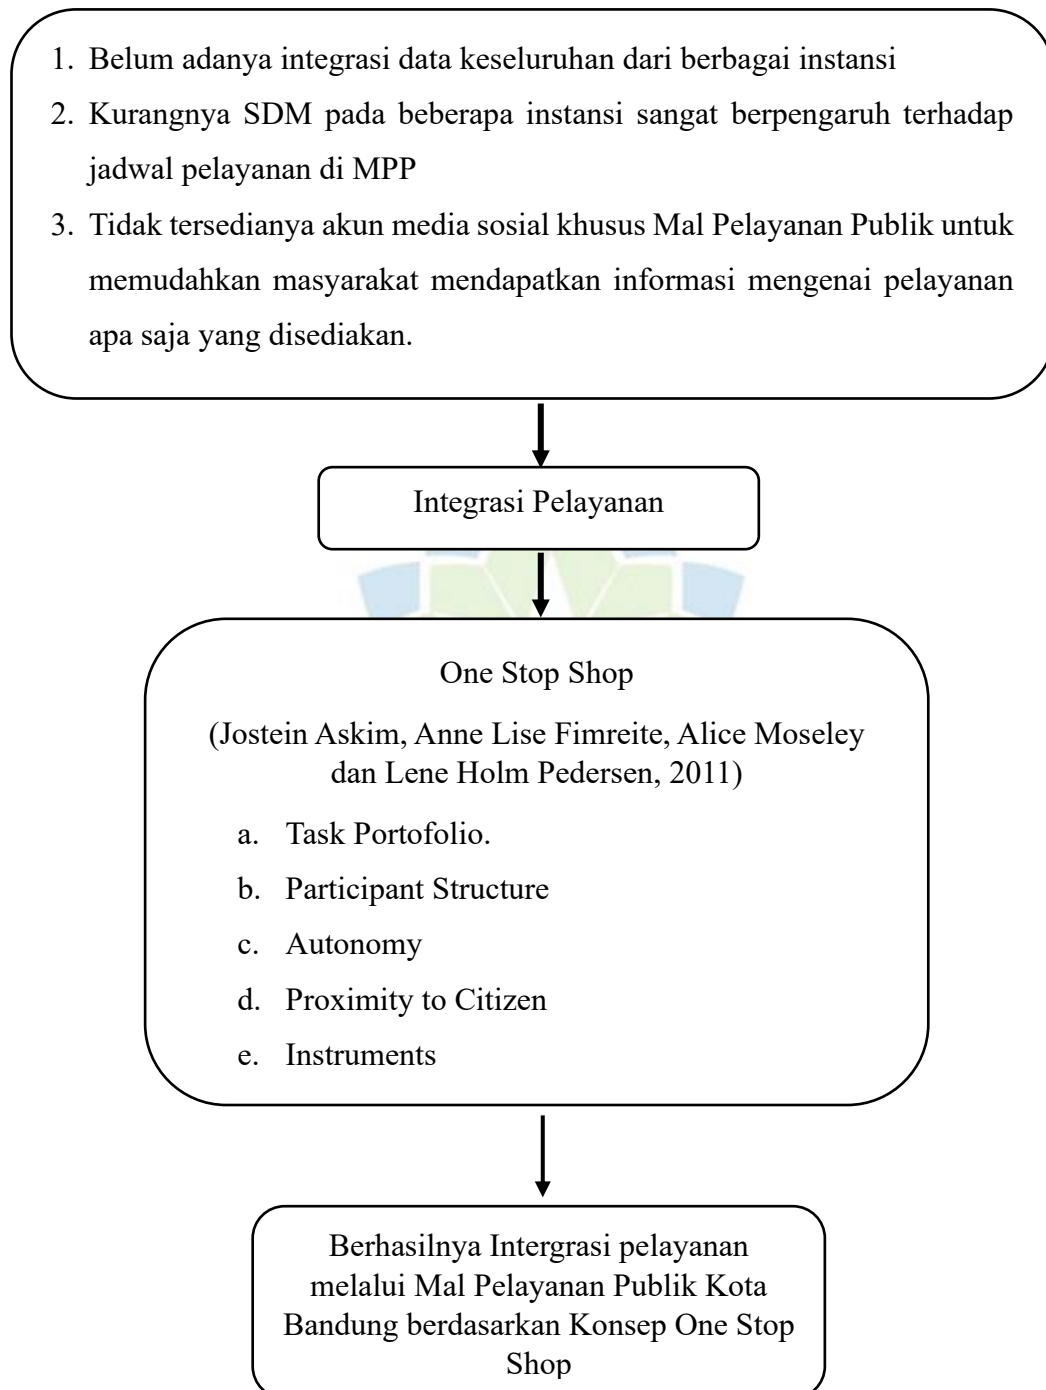 1. Belum adanya integrasi data keseluruhan dari berbagai instansi
2. Kurangnya SDM pada beberapa instansi sangat berpengaruh terhadap
jadwal pelayanan di MPP
3. Tidak tersedianya akun media sosial khusus Mal Pelayanan Publik untuk
memudahkan masyarakat mendapatkan informasi mengenai pelayanan
apa saja yang disediakan.
Integrasi Pelayanan
One Stop Shop
(Jostein Askim, Anne Lise Fimreite, Alice Moseley
dan Lene Holm Pedersen, 2011)
a. Task Portofolio.
b. Participant Structure
c. Autonomy
d. Proximity to Citizen
e. Instruments
Berhasilnya Intergrasi pelayanan
melalui Mal Pelayanan Publik Kota
Bandung berdasarkan Konsep One Stop
Shop